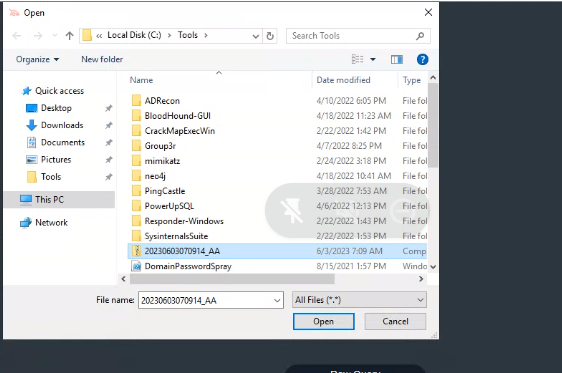 Open
« Local Disk (C:) › Tools ›
Search Tools
Organize
New folder
Name
Date modified
Type
Quick access
Desktop
Downloads
Documents
Pictures
Tools
This PC
Network
ADRecon 4/10/2022 6:05 PM File fol
BloodHound-GUI 4/18/2022 11:23 AM File fol
CrackMapExecWin 2/22/2022 1:42 PM File fol
Group3r 4/7/2022 8:25 PM File fol
mimikatz 2/24/2022 3:18 PM File fol
neo4j 4/18/2022 10:41 AM File fol
PingCastle 3/28/2022 7:53 AM File fol
PowerUpSQL 4/6/2022 12:13 PM File fol
Responder-Windows 2/22/2022 1:43 PM File fol
SysinternalsSuite 2/22/2022 1:53 PM File fol
20230603070914_AA 6/3/2023 7:09 AM Comp
DomainPasswordSpray 8/15/2021 1:57 PM Windo
File name: 20230603070914_AA
All Files (*.*)
Open
Cancel